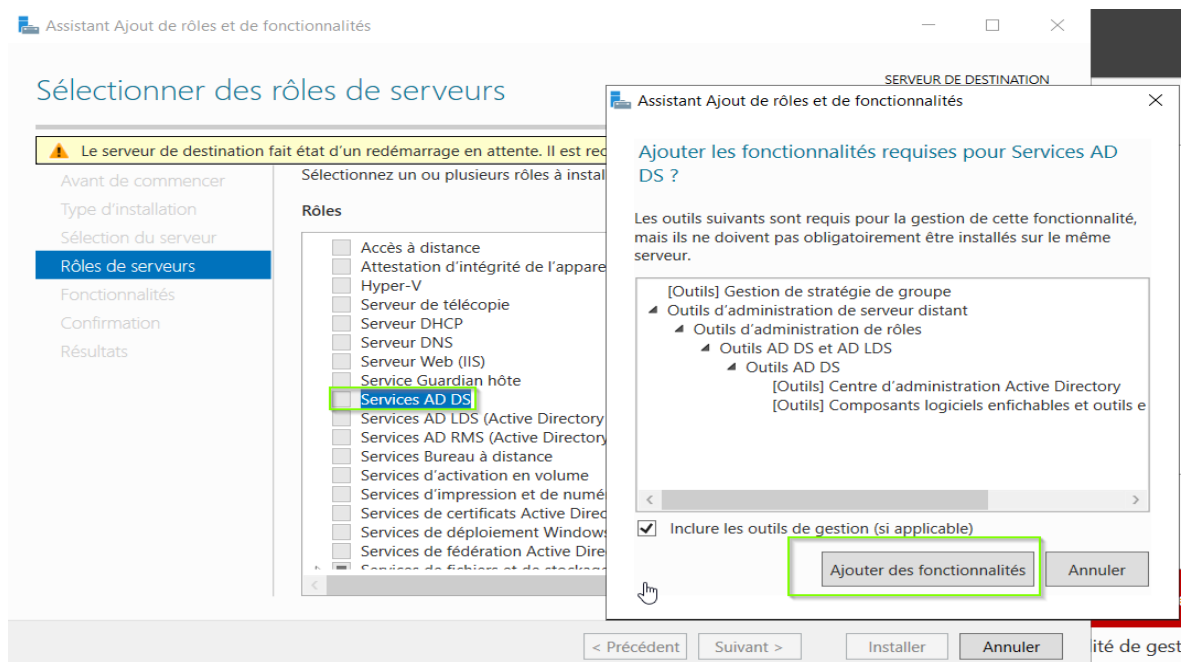 Assistant Ajout de rôles et de fonctionnalités
Sélectionner des rôles de serveurs
SERVEUR DE DESTINATION
Le serveur de destination fait état d'un redémarrage en attente. Il est rec
Avant de commencer
Type d'installation
Sélection du serveur
Rôles de serveurs
Fonctionnalités
Confirmation
Résultats
Sélectionnez un ou plusieurs rôles à instal
Rôles
Accès à distance
Attestation d'intégrité de l'appare
Hyper-V
Serveur de télécopie
Serveur DHCP
Serveur DNS
Serveur Web (IIS)
Service Guardian hôte
Services AD DS
Services AD LDS (Active Directory
Services AD RMS (Active Directory
Services Bureau à distance
Services d'activation en volume
Services d'impression et de numé
Services de certificats Active Direc
Services de déploiement Windows
Services de fédération Active Dire
Services de fichiers et de stockage
< Précédent
Suivant >
Installer
Annuler
Assistant Ajout de rôles et de fonctionnalités
Ajouter les fonctionnalités requises pour Services AD
DS ?
Les outils suivants sont requis pour la gestion de cette fonctionnalité,
mais ils ne doivent pas obligatoirement être installés sur le même
serveur.
[Outils] Gestion de stratégie de groupe
Outils d'administration de serveur distant
Outils d'administration de rôles
Outils AD DS et AD LDS
Outils AD DS
[Outils] Centre d'administration Active Directory
[Outils] Composants logiciels enfichables et outils e
Inclure les outils de gestion (si applicable)
Ajouter des fonctionnalités
Annuler
ité de gest